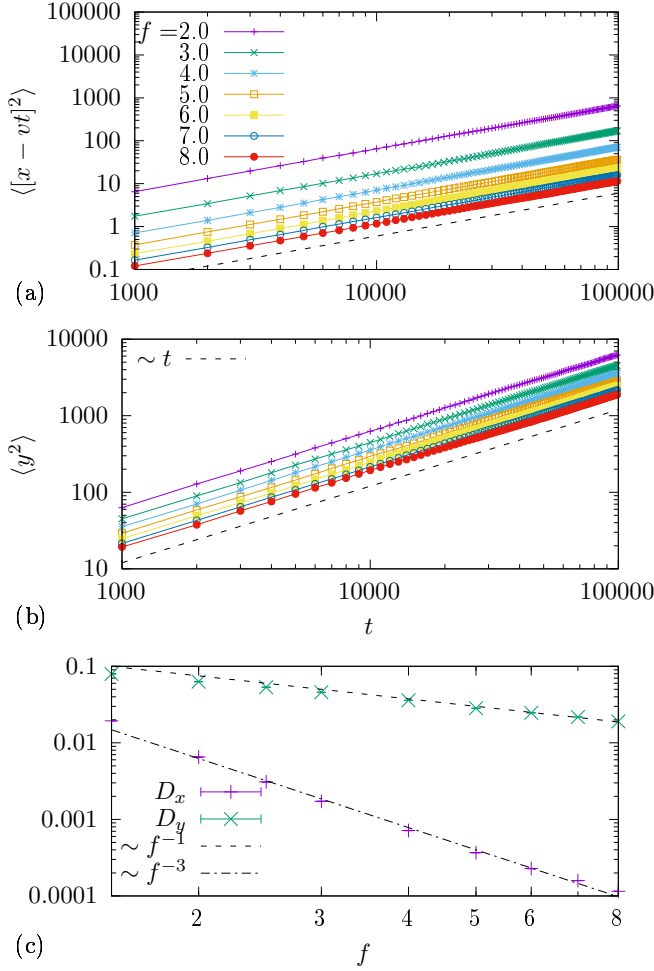 100000
10000
1000
100
10
1
0.1
⟨[x − vt]²⟩
f = 2.0
3.0
4.0
5.0
6.0
7.0
8.0
1000
10000
100000
(a)
10000
1000
100
10
⟨y²⟩
∼ t
1000
10000
100000
t
(b)
0.1
0.01
0.001
0.0001
D_x
D_y
∼ f⁻¹
∼ f⁻³
2
3
4
5
6
7
8
f
(c)